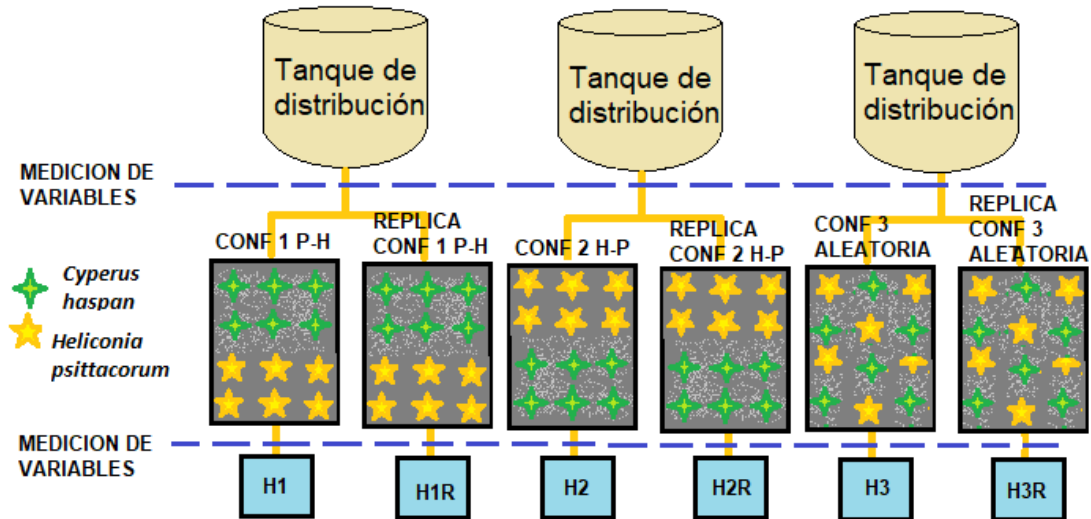 Tanque de
distribución
Tanque de
distribución
Tanque de
distribución
MEDICION DE
VARIABLES
CONF 1 P-H
REPLICA
CONF 1 P-H
CONF 2 H-P
REPLICA
CONF 2 H-P
CONF 3
ALEATORIA
REPLICA
CONF 3
ALEATORIA
Cyperus
haspan
Heliconia
psittacorum
MEDICION DE
VARIABLES
H1
H1R
H2
H2R
H3
H3R